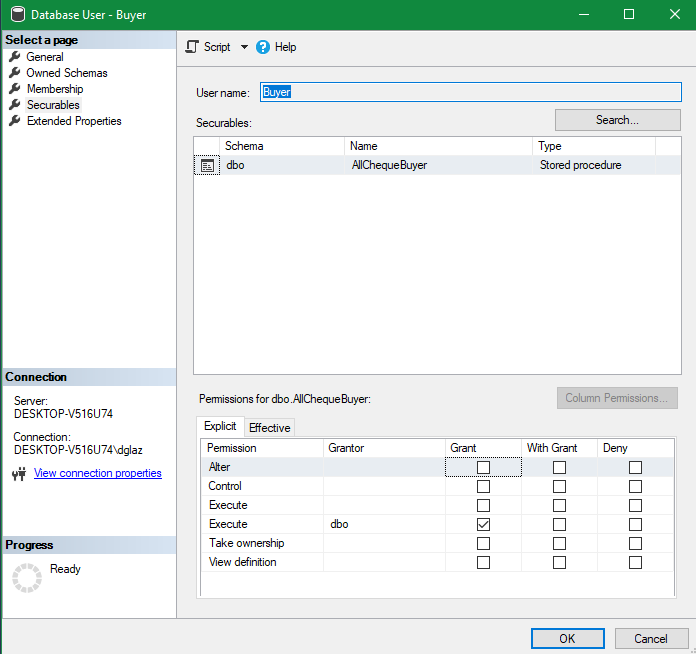 Database User - Buyer
Select a page
General
Owned Schemas
Membership
Securables
Extended Properties
Script
Help
User name:
Buyer
Securables:
Search...
Schema Name Type
dbo AllChequeBuyer Stored procedure
Connection
Server:
DESKTOP-V516U74
Connection:
DESKTOP-V516U74\dglaz
View connection properties
Progress
Ready
Permissions for dbo.AllChequeBuyer:
Column Permissions...
Explicit Effective
Permission Grantor Grant With Grant Deny
Alter
Control
Execute
Execute dbo
Take ownership
View definition
OK Cancel